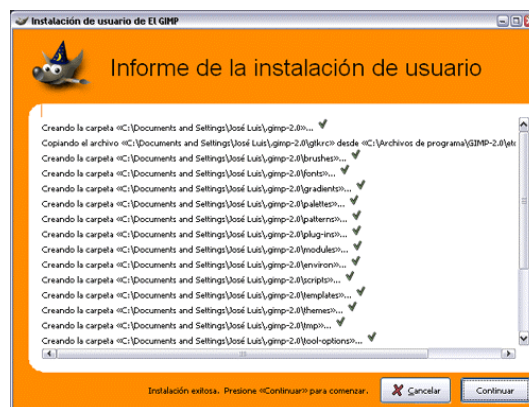 Instalación de usuario de El GIMP
Informe de la instalación de usuario
Creando la carpeta «C:\Documents and Settings\José Luis\.gimp-2.0»...
Copiando el archivo «C:\Documents and Settings\José Luis\.gimp-2.0\gtkrc» desde «C:\Archivos de programa\GIMP-2.0\etc
Creando la carpeta «C:\Documents and Settings\José Luis\.gimp-2.0\brushes»...
Creando la carpeta «C:\Documents and Settings\José Luis\.gimp-2.0\fonts»...
Creando la carpeta «C:\Documents and Settings\José Luis\.gimp-2.0\gradients»...
Creando la carpeta «C:\Documents and Settings\José Luis\.gimp-2.0\palettes»...
Creando la carpeta «C:\Documents and Settings\José Luis\.gimp-2.0\patterns»...
Creando la carpeta «C:\Documents and Settings\José Luis\.gimp-2.0\plug-ins»...
Creando la carpeta «C:\Documents and Settings\José Luis\.gimp-2.0\modules»...
Creando la carpeta «C:\Documents and Settings\José Luis\.gimp-2.0\environ»...
Creando la carpeta «C:\Documents and Settings\José Luis\.gimp-2.0\scripts»...
Creando la carpeta «C:\Documents and Settings\José Luis\.gimp-2.0\templates»...
Creando la carpeta «C:\Documents and Settings\José Luis\.gimp-2.0\themes»...
Creando la carpeta «C:\Documents and Settings\José Luis\.gimp-2.0\tmp»...
Creando la carpeta «C:\Documents and Settings\José Luis\.gimp-2.0\tool-options»...
Instalación exitosa. Presione «Continuar» para comenzar. Cancelar Continuar